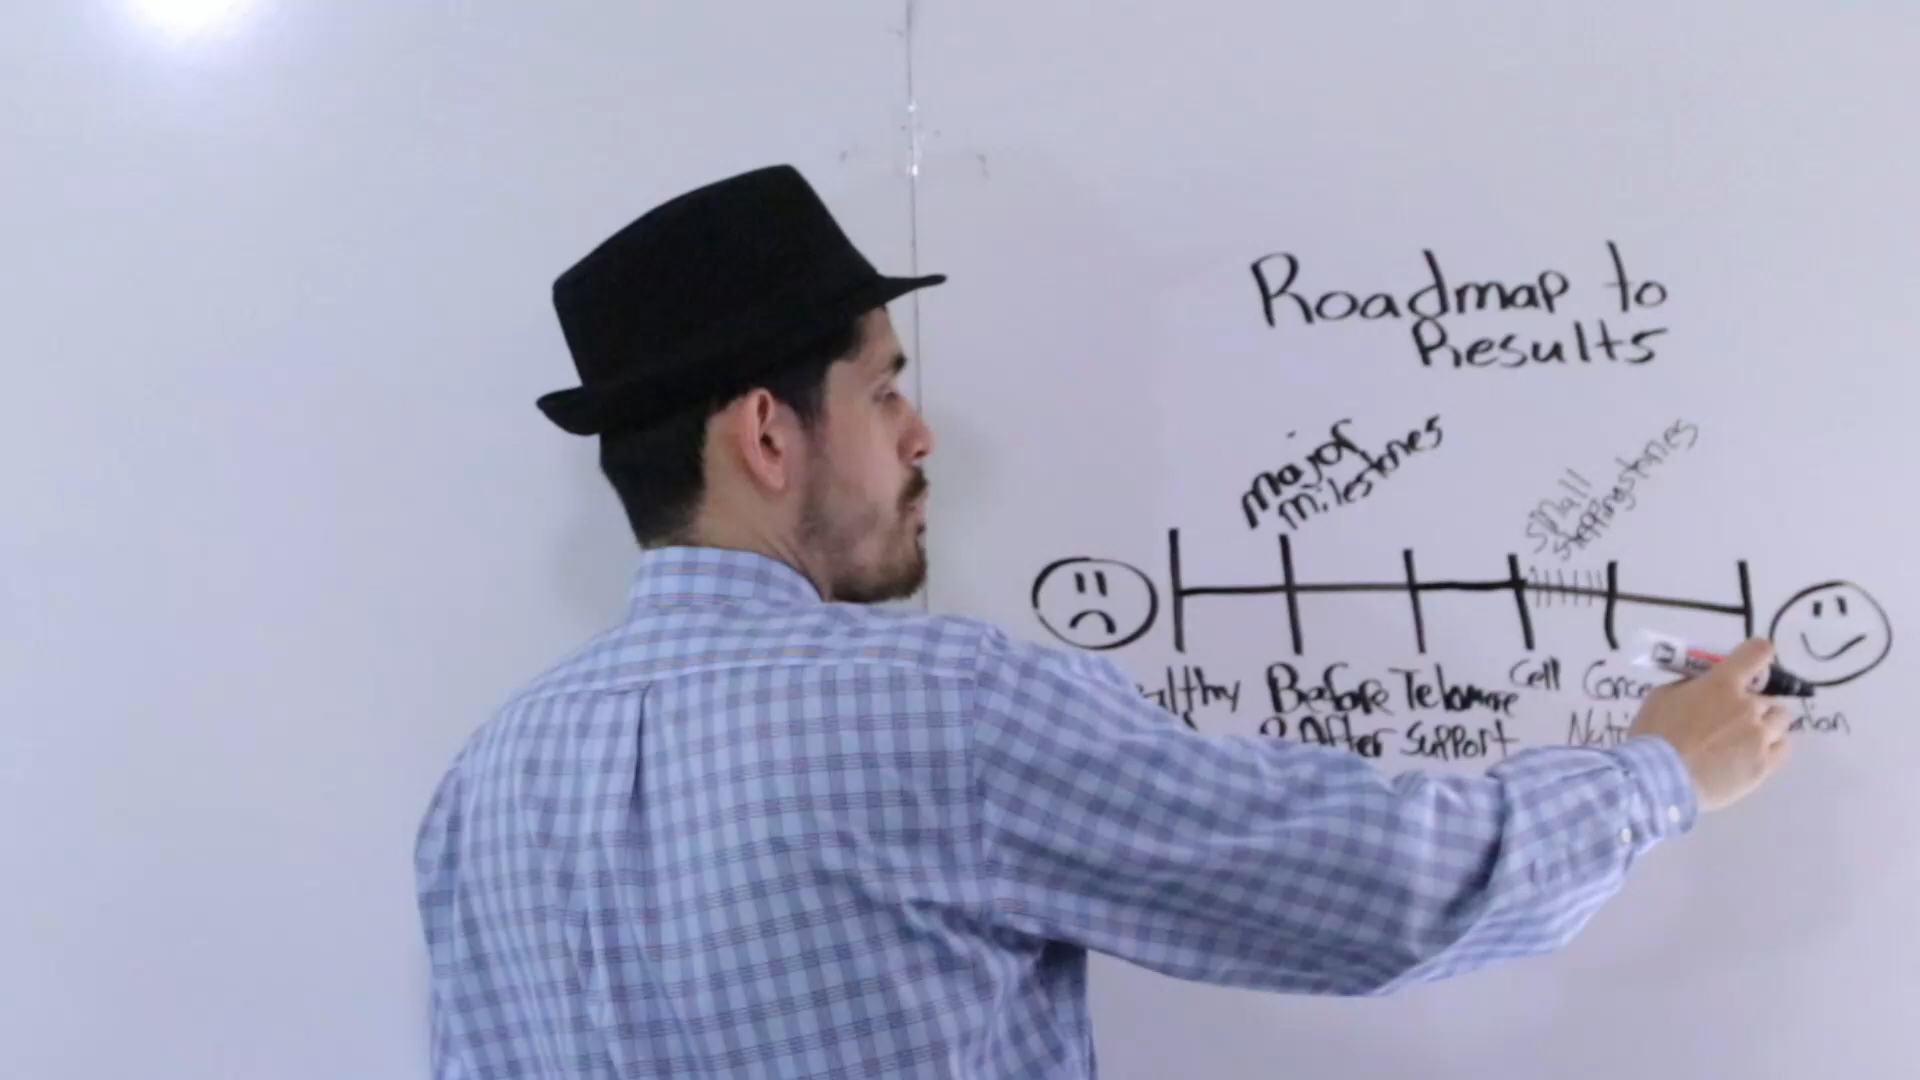 Roadmap to
Results
major
milestones
small
steppingstones
Before Telomere Cell
& After Support